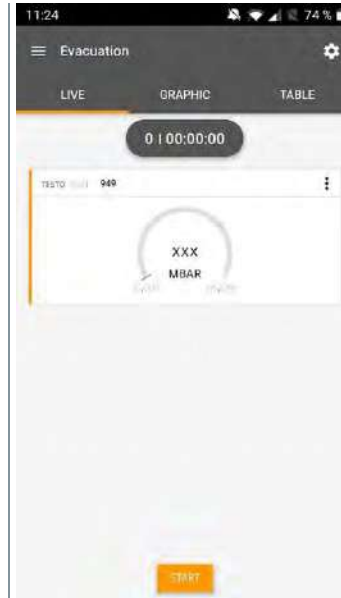 11:24 74 %
Evacuation
LIVE GRAPHIC TABLE
0 | 00:00:00
TESTO 949
XXX
MBAR
START